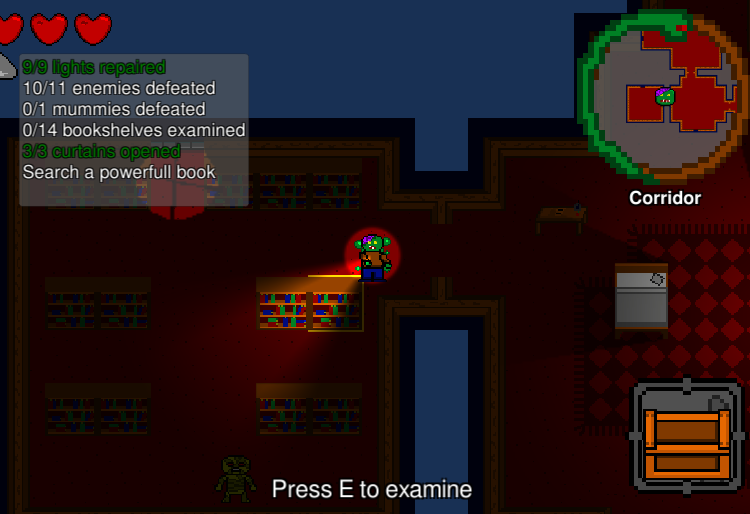 9/9 lights repaired
10/11 enemies defeated
0/1 mummies defeated
0/14 bookshelves examined
3/3 curtains opened
Search a powerfull book
Corridor
Press E to examine